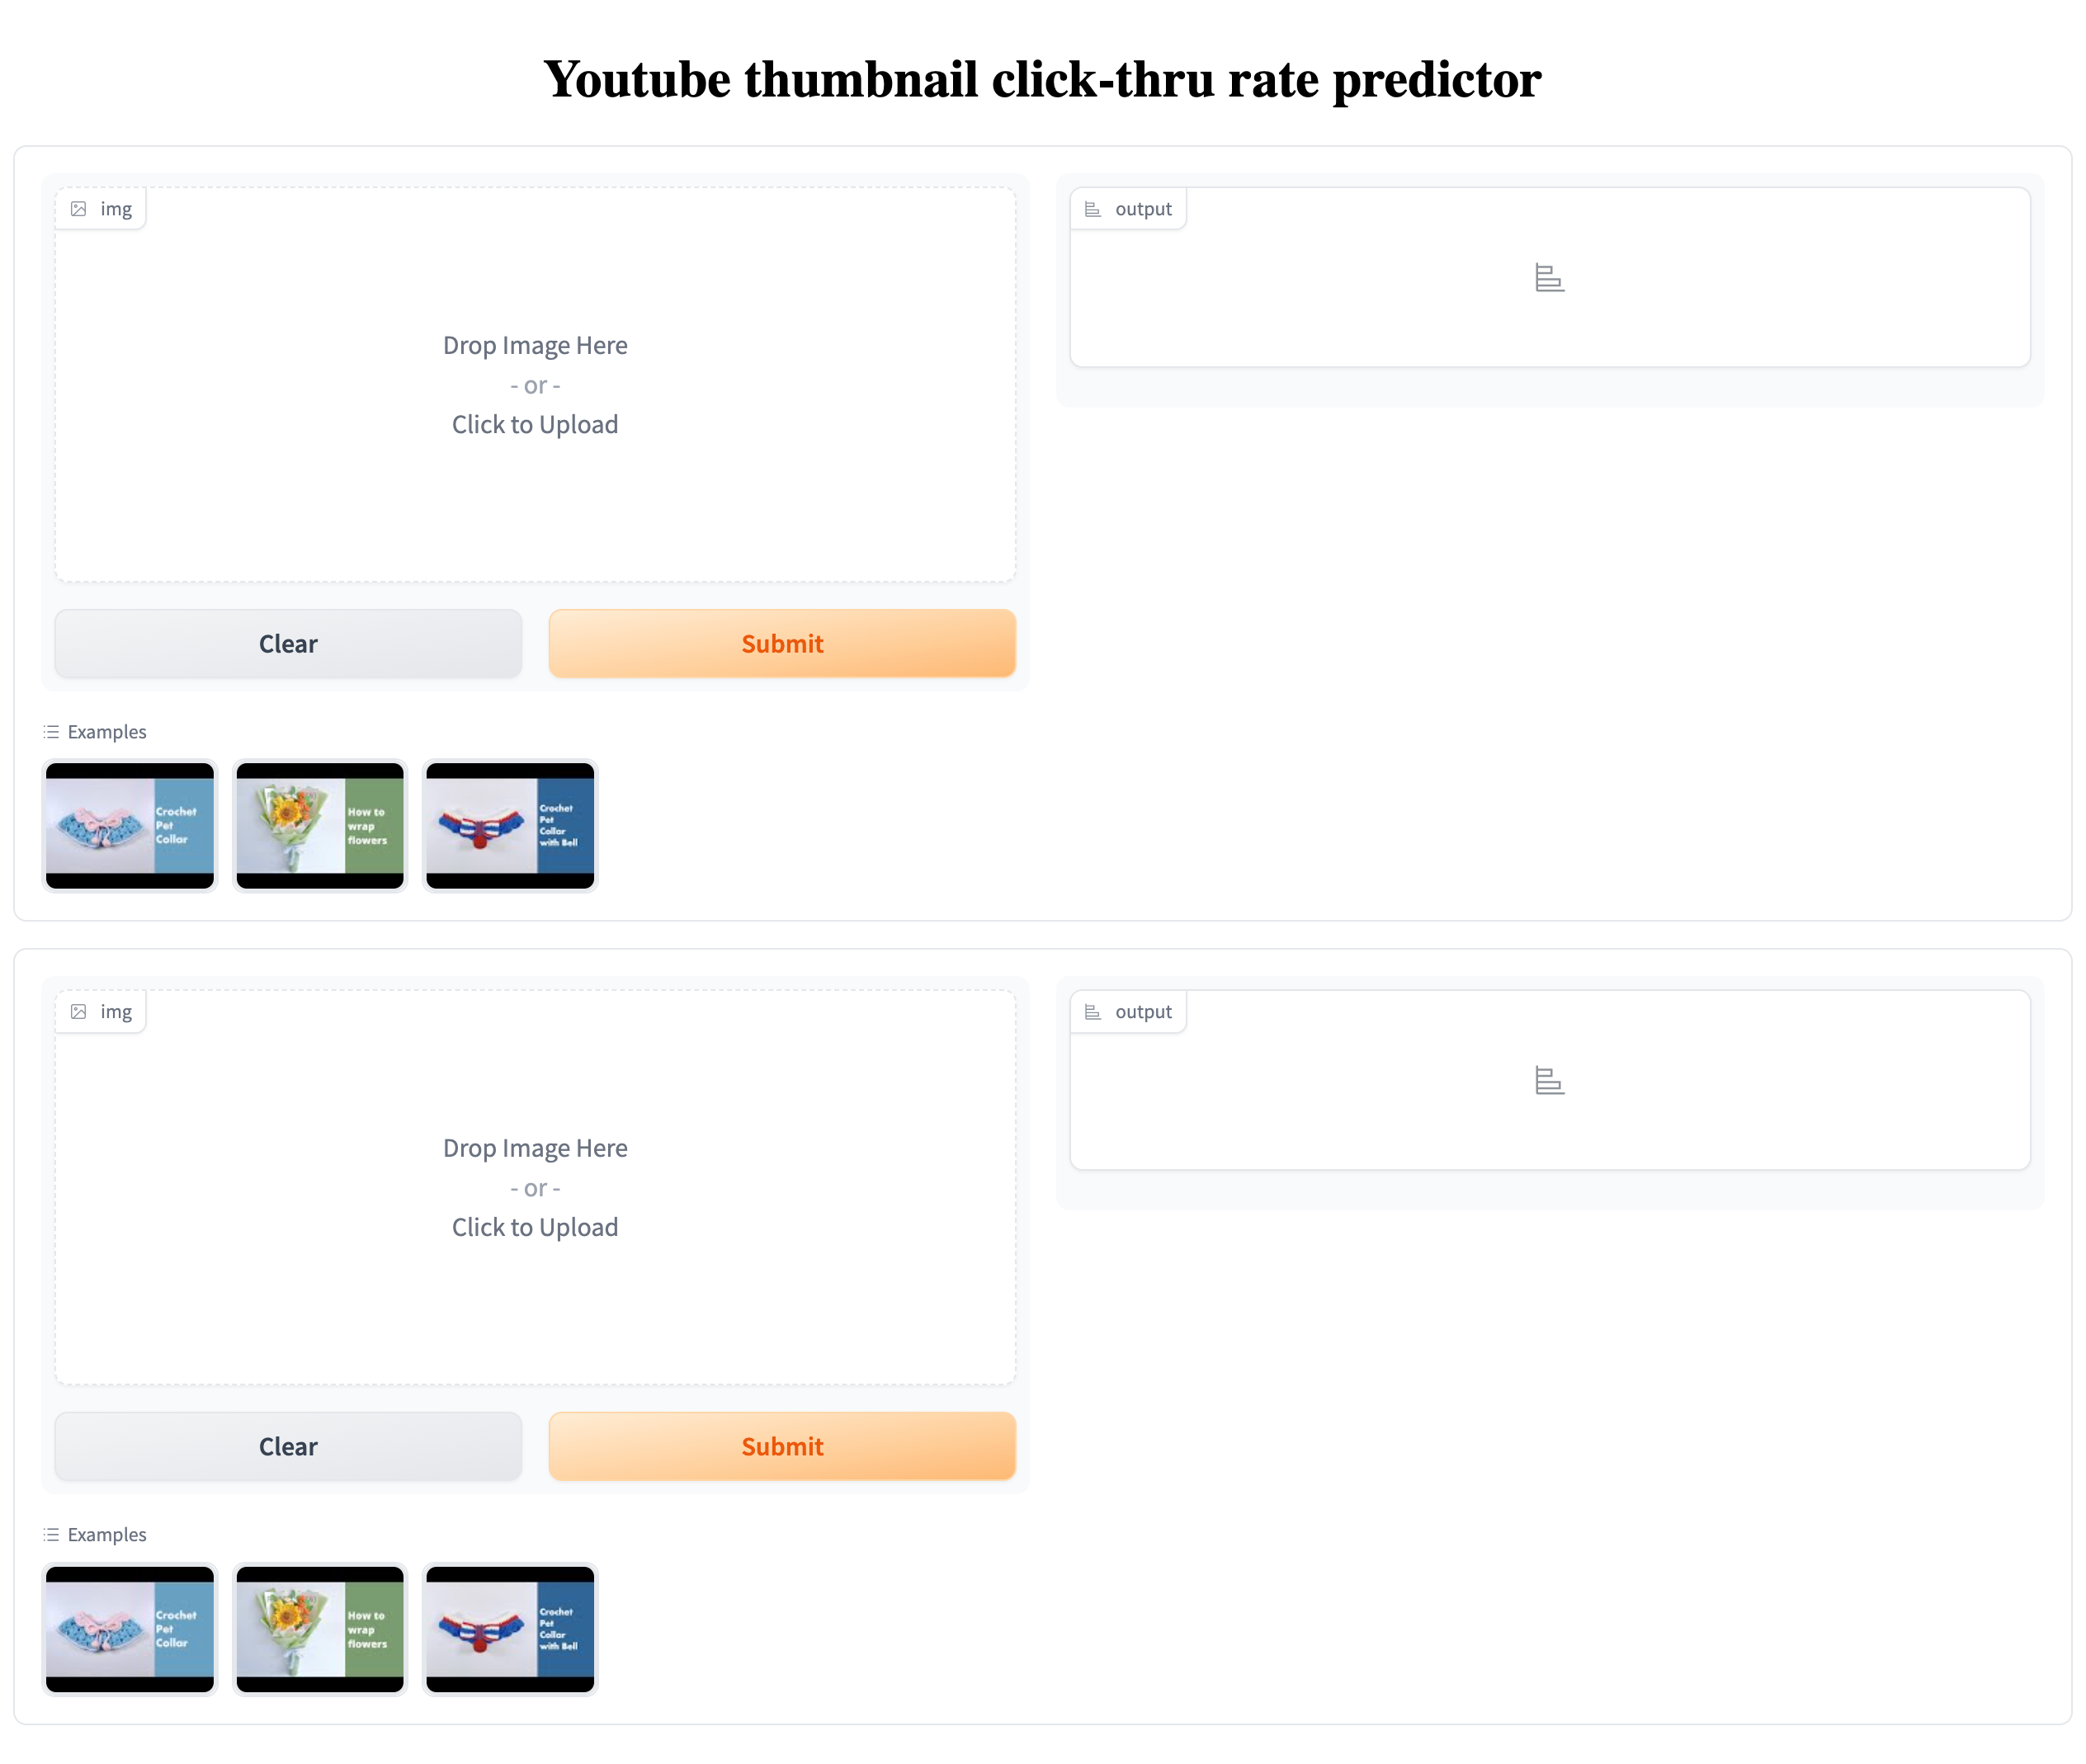 Youtube thumbnail click-thru rate predictor
img
output
Drop Image Here
- or -
Click to Upload
Clear
Submit
Examples
Crochet
Pet
Collar
How to
wrap
flowers
Crochet
Pet
Collar
with Bell
img
output
Drop Image Here
- or -
Click to Upload
Clear
Submit
Examples
Crochet
Pet
Collar
How to
wrap
flowers
Crochet
Pet
Collar
with Bell